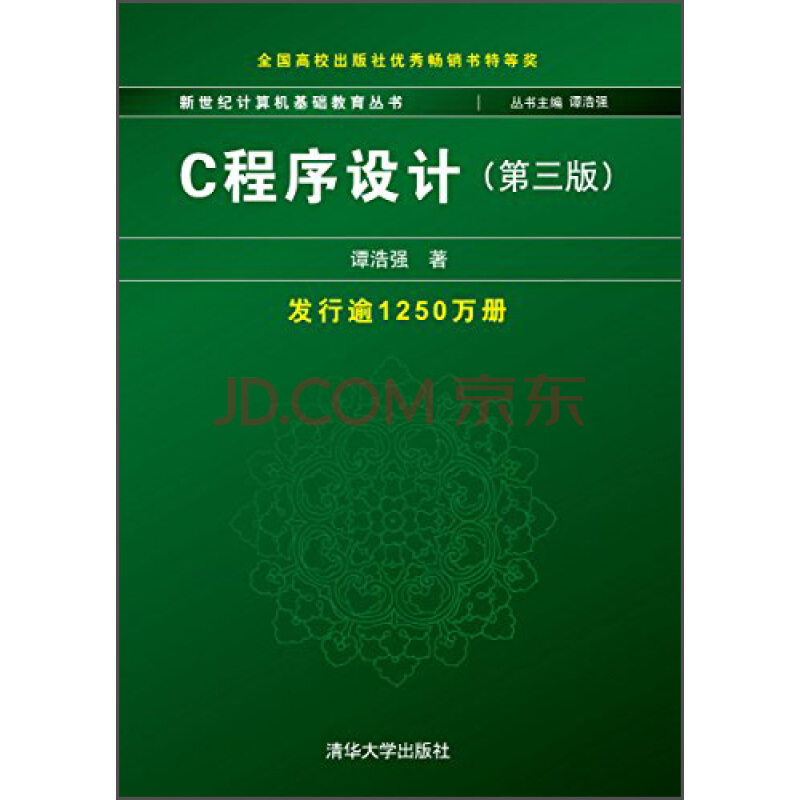 全国高校出版社优秀畅销书特等奖
新世纪计算机基础教育丛书 | 丛书主编 谭浩强
C程序设计（第三版）
谭浩强 著
发行逾1250万册
JD.COM 京东
清华大学出版社